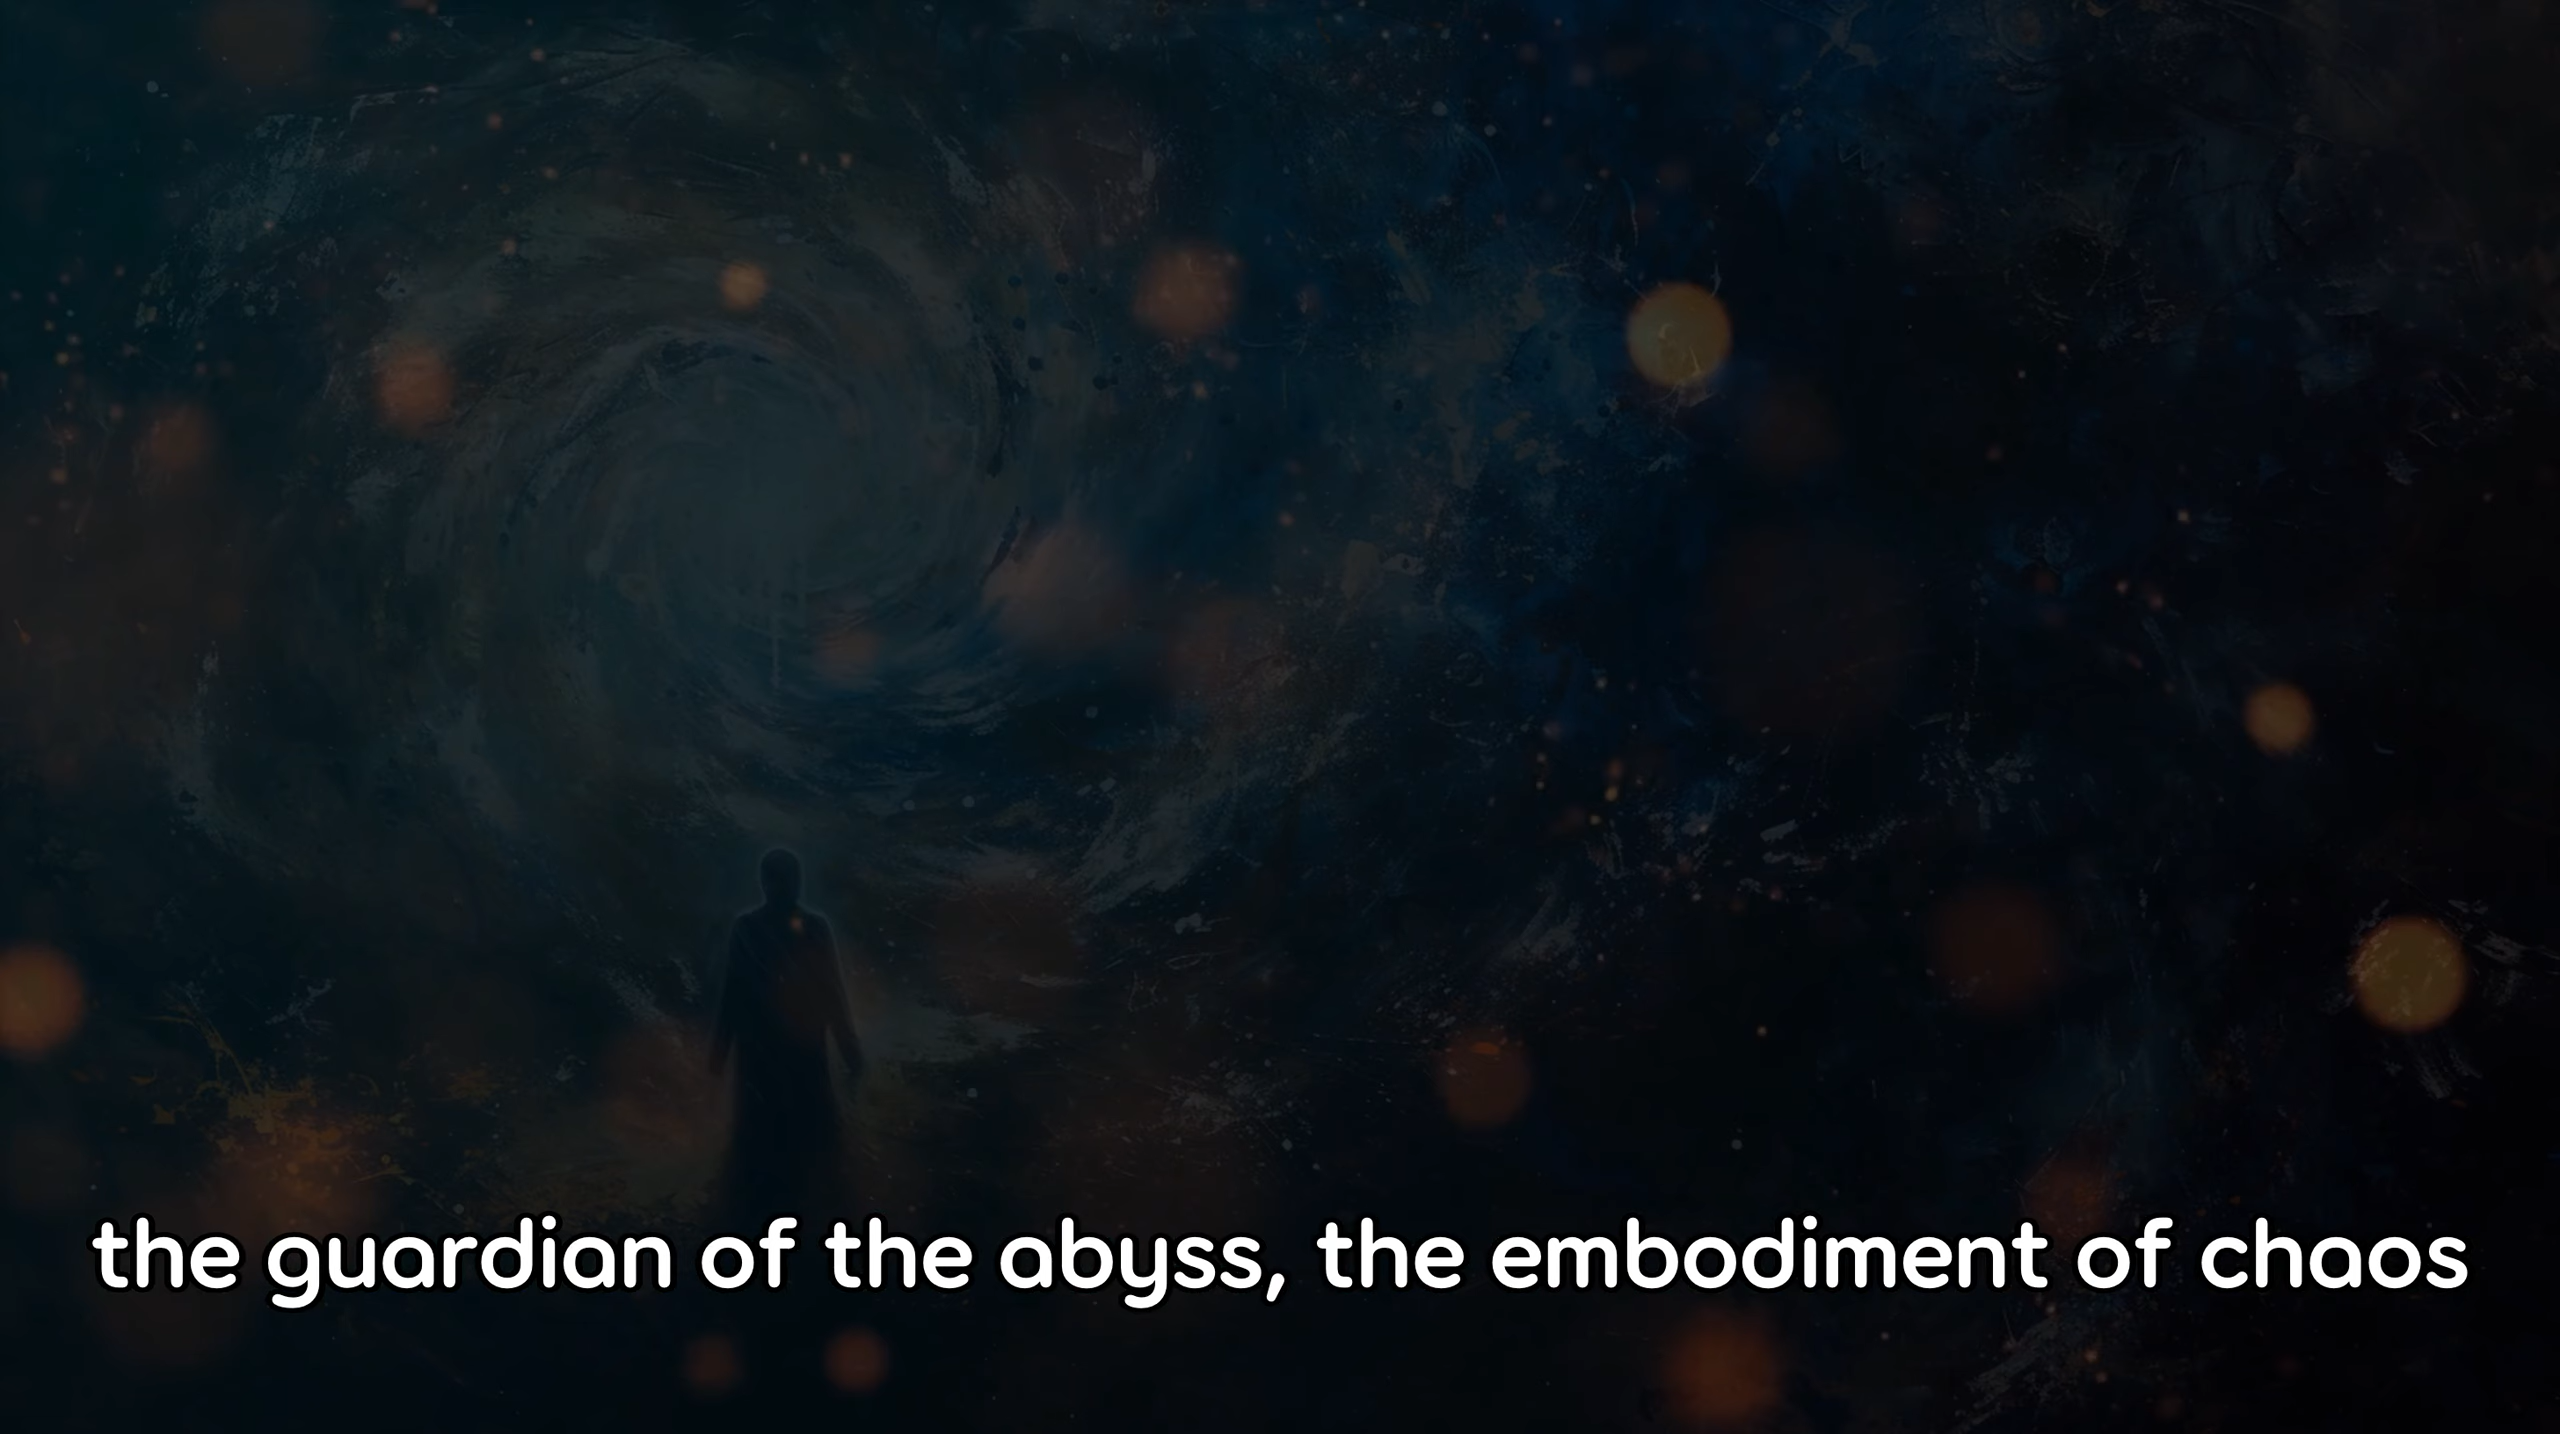 the guardian of the abyss, the embodiment of chaos